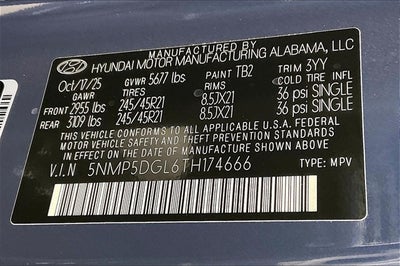 MANUFACTURED BY
HYUNDAI MOTOR MANUFACTURING ALABAMA, LLC
Oct/17/25 GVWR 5677 lbs PAINT TB2 TRIM 3YY
GAWR TIRES RIMS COLD TIRE INFL
FRONT 2955 lbs 245/45R21 8.5JX21 36 psi SINGLE
REAR 3109 lbs 245/45R21 8.5JX21 36 psi SINGLE
THIS VEHICLE CONFORMS TO ALL APPLICABLE U.S.A. FEDERAL
MOTOR VEHICLE SAFETY AND THEFT PREVENTION STANDARDS IN
EFFECT ON THE DATE OF MANUFACTURE SHOWN ABOVE.
V.I.N 5NMP5DGL6TH174666 TYPE: MPV